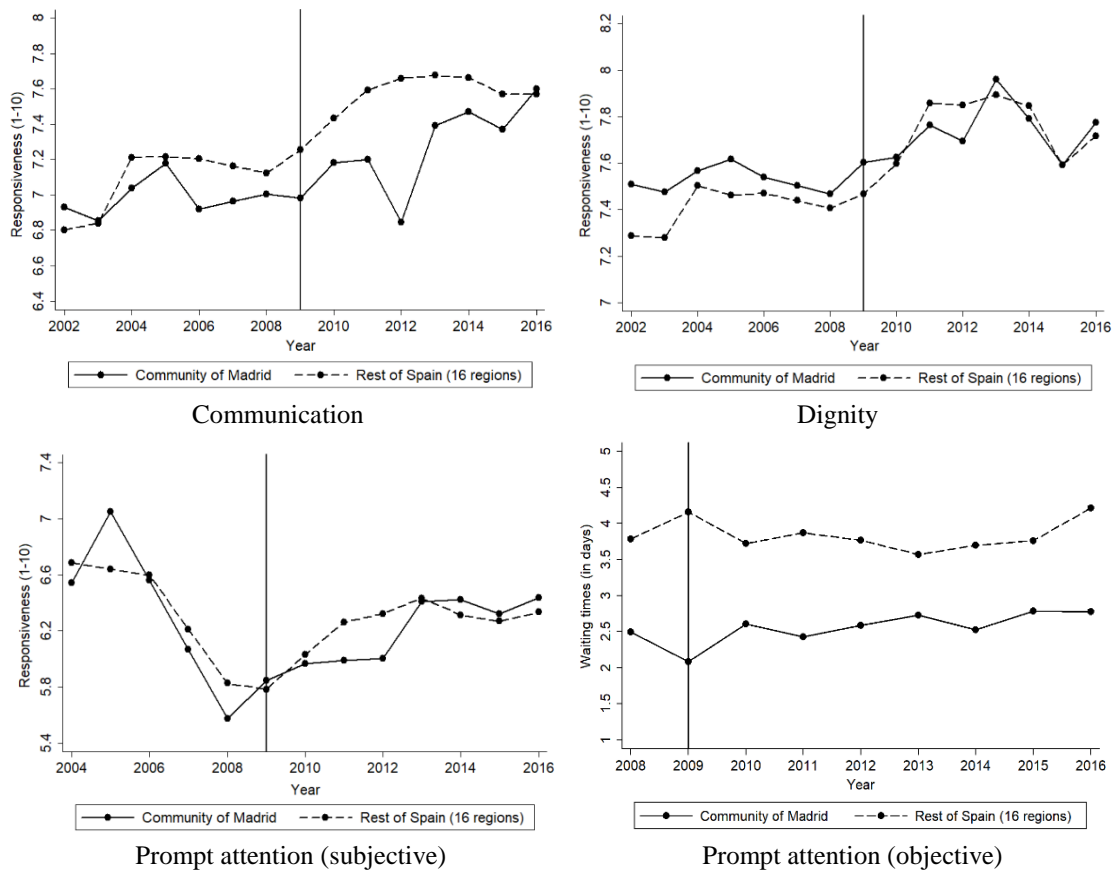 8
7.8
7.6
7.4
7.2
7
6.8
6.6
6.4
Responsiveness (1-10)
2002 2004 2006 2008 2010 2012 2014 2016
Year
Community of Madrid Rest of Spain (16 regions)
Communication
8.2
8
7.8
7.6
7.4
7.2
7
Responsiveness (1-10)
2002 2004 2006 2008 2010 2012 2014 2016
Year
Community of Madrid Rest of Spain (16 regions)
Dignity
7.4
7
6.6
6.2
5.8
5.4
Responsiveness (1-10)
2004 2006 2008 2010 2012 2014 2016
Year
Community of Madrid Rest of Spain (16 regions)
Prompt attention (subjective)
5
4.5
4
3.5
3
2.5
2
1.5
1
Waiting times (in days)
2008 2009 2010 2011 2012 2013 2014 2015 2016
Year
Community of Madrid Rest of Spain (16 regions)
Prompt attention (objective)